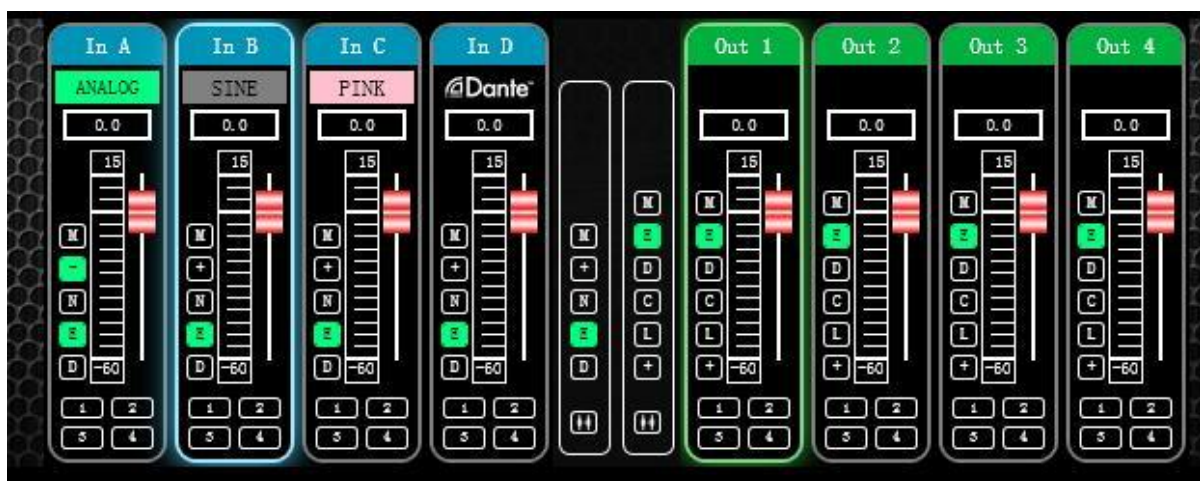 In A In B In C In D Out 1 Out 2 Out 3 Out 4
ANALOG SINE PINK Dante™
0.0 0.0 0.0 0.0 0.0 0.0 0.0 0.0
15 15 15 15 15 15 15 15
M M M M M
M M M M M
- + + + + E E E E E
N N N N N D D D D D
E E E E E C C C C C
D D D D D L L L L L
-60 -60 -60 -60 + + + + + -60 -60 -60 -60
1 2 1 2 1 2 1 2 1 2 1 2 1 2 1 2
3 4 3 4 3 4 3 4 3 4 3 4 3 4 3 4